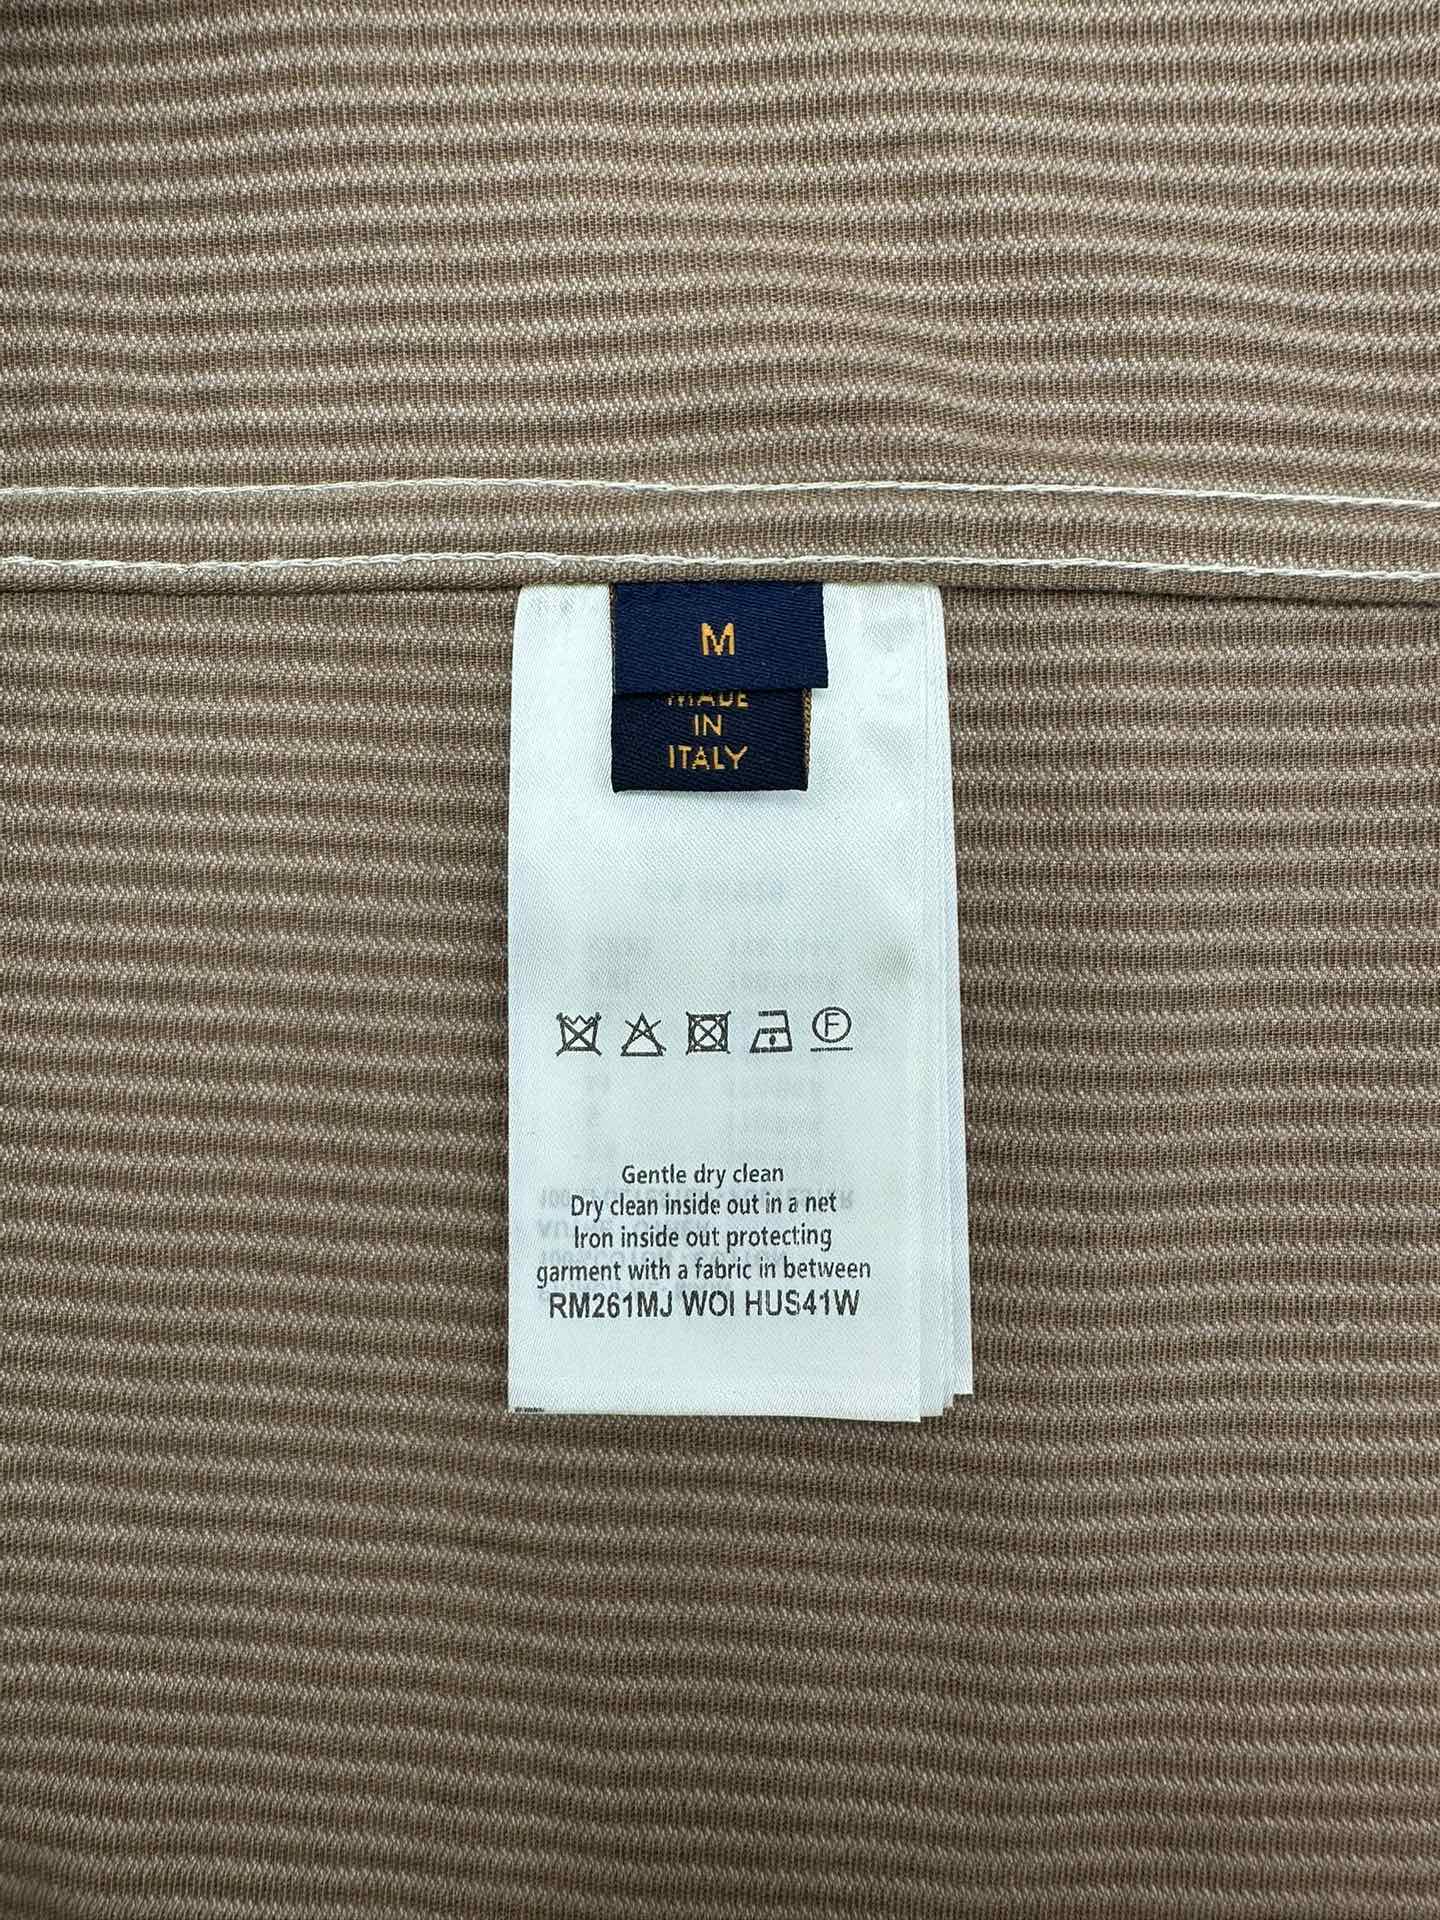 M
MADE
IN
ITALY
F
Gentle dry clean
Dry clean inside out in a net
Iron inside out protecting
garment with a fabric in between
RM261MJ WOI HUS41W